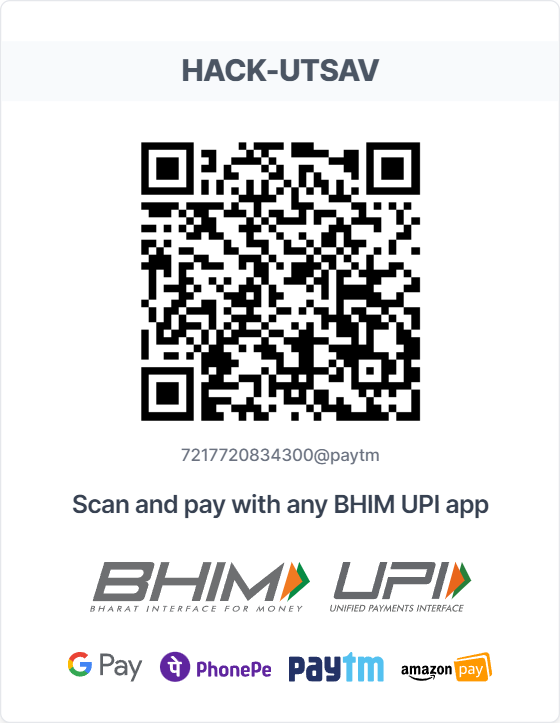 HACK-UTSAV
7217720834300@paytm
Scan and pay with any BHIM UPI app
BHIM UPI
BHARAT INTERFACE FOR MONEY UNIFIED PAYMENTS INTERFACE
G Pay PhonePe paytm amazon pay